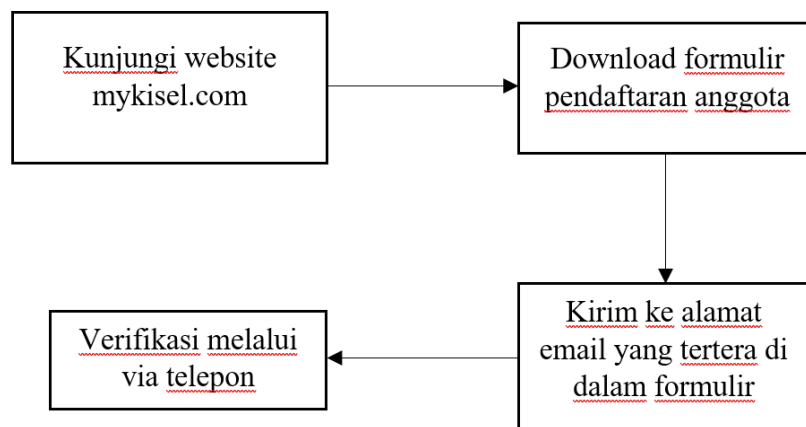 Kunjungi website
mykisel.com
Download formulir
pendaftaran anggota
Kirim ke alamat
email yang tertera di
dalam formulir
Verifikasi melalui
via telepon